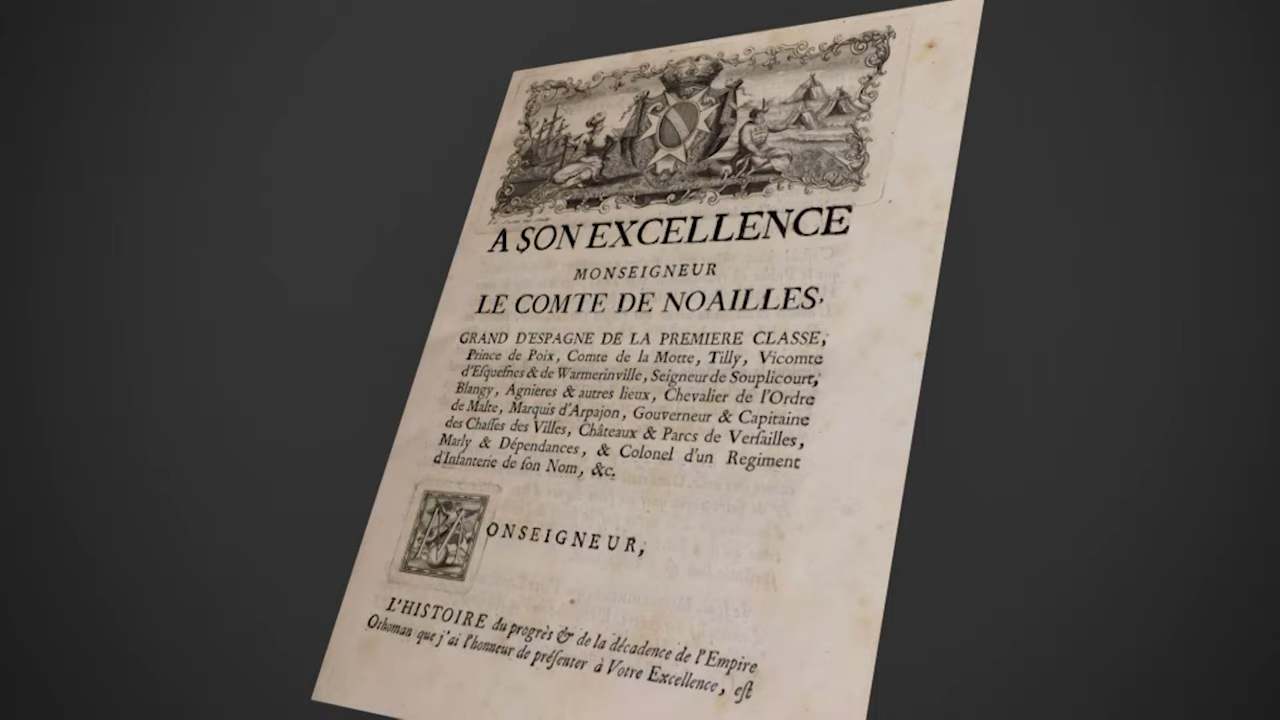 A SON EXCELLENCE
MONSEIGNEUR
LE COMTE DE NOAILLES,
GRAND D'ESPAGNE DE LA PREMIERE CLASSE,
Prince de Poix, Comte de la Motte, Tilly, Vicomte
d'Eſqueſnes & de Warmerinville, Seigneur de Souplicourt,
Blangy, Agnieres & autres lieux, Chevalier de l'Ordre
de Malte, Marquis d'Arpajon, Gouverneur & Capitaine
des Chaſſes des Villes, Châteaux & Parcs de Verſailles,
Marly & Dépendances, & Colonel d'un Regiment
d'Infanterie de ſon Nom, &c.
MONSEIGNEUR,
L'HISTOIRE du progrès & de la décadence de l'Empire
Othoman que j'ai l'honneur de préſenter à Votre Excellence, eſt